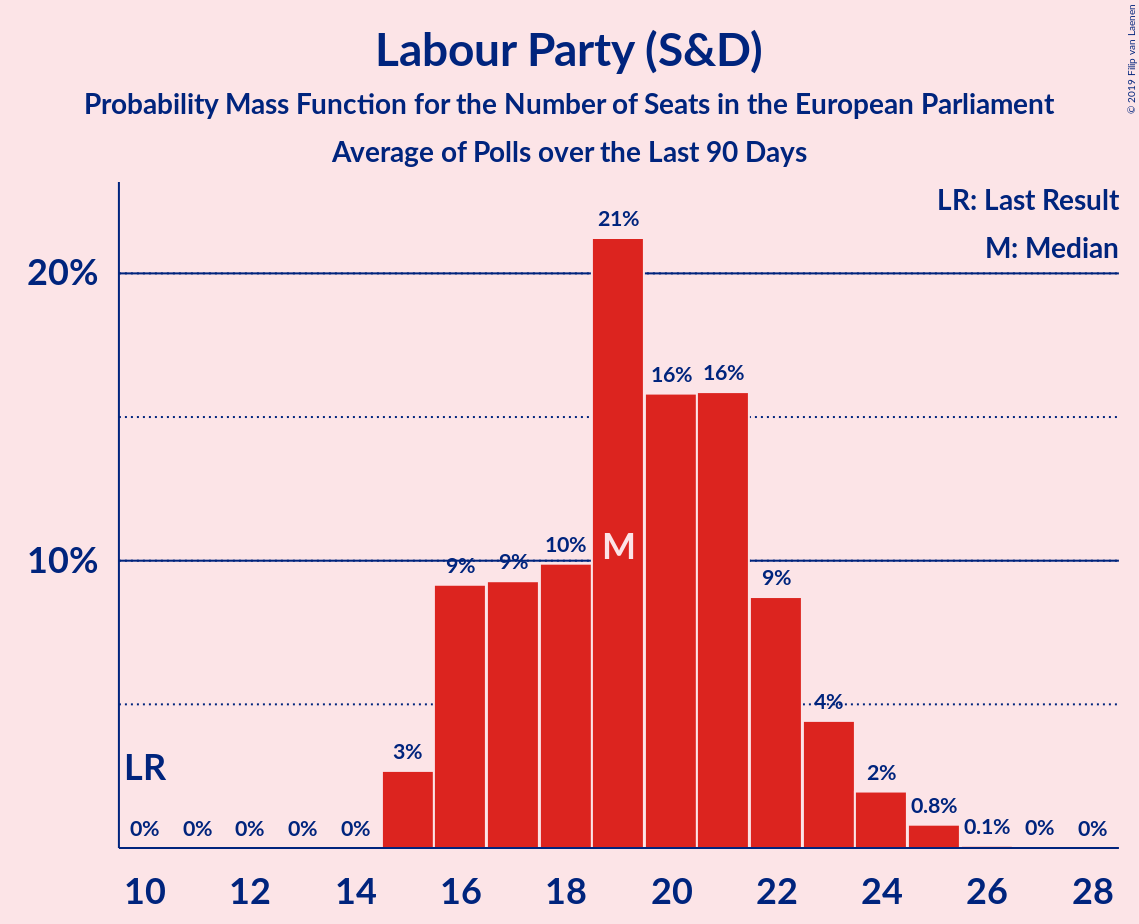 Labour Party (S&D)
Probability Mass Function for the Number of Seats in the European Parliament
Average of Polls over the Last 90 Days
© 2019 Filip van Laenen
LR: Last Result
M: Median
20%
10%
LR
M
0% 0% 0% 0% 0% 3% 9% 9% 10% 21% 16% 16% 9% 4% 2% 0.8% 0.1% 0% 0%
10 12 14 16 18 20 22 24 26 28